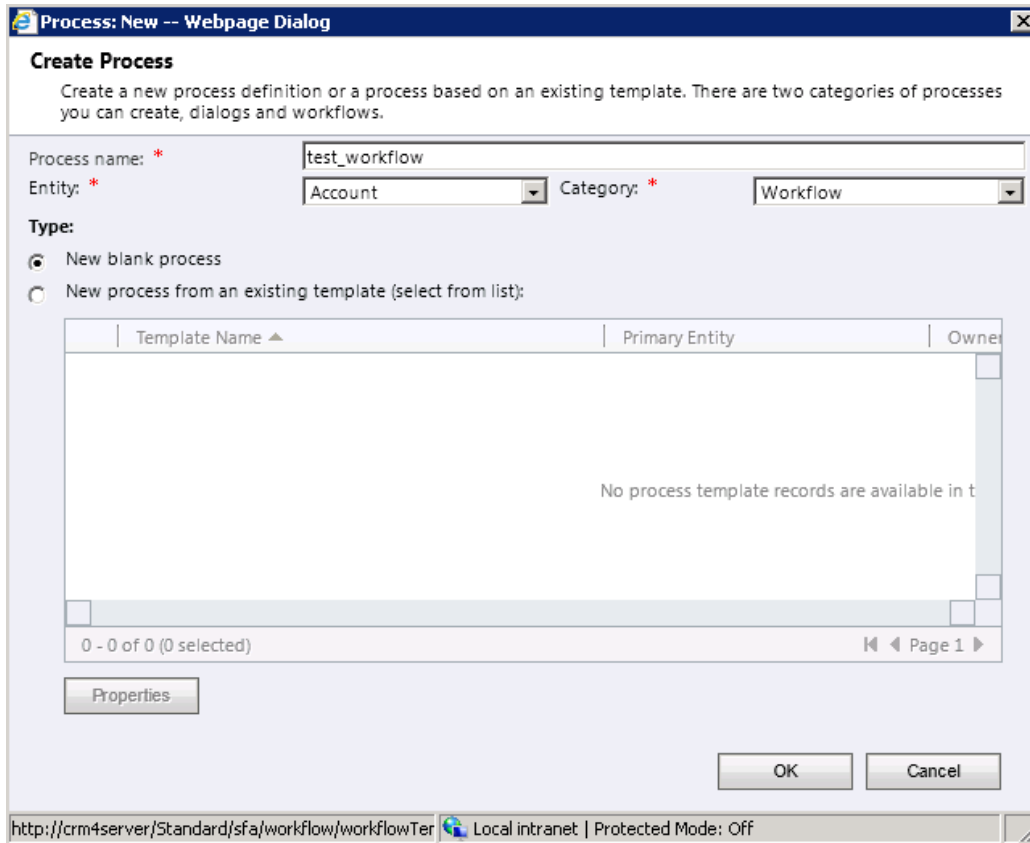 Process: New -- Webpage Dialog
Create Process
Create a new process definition or a process based on an existing template. There are two categories of processes
you can create, dialogs and workflows.
Process name: * test_workflow
Entity: * Account Category: * Workflow
Type:
New blank process
New process from an existing template (select from list):
Template Name Primary Entity Owner
No process template records are available in t
0 - 0 of 0 (0 selected) Page 1
Properties
OK Cancel
http://crm4server/Standard/sfa/workflow/workflowTer Local intranet | Protected Mode: Off